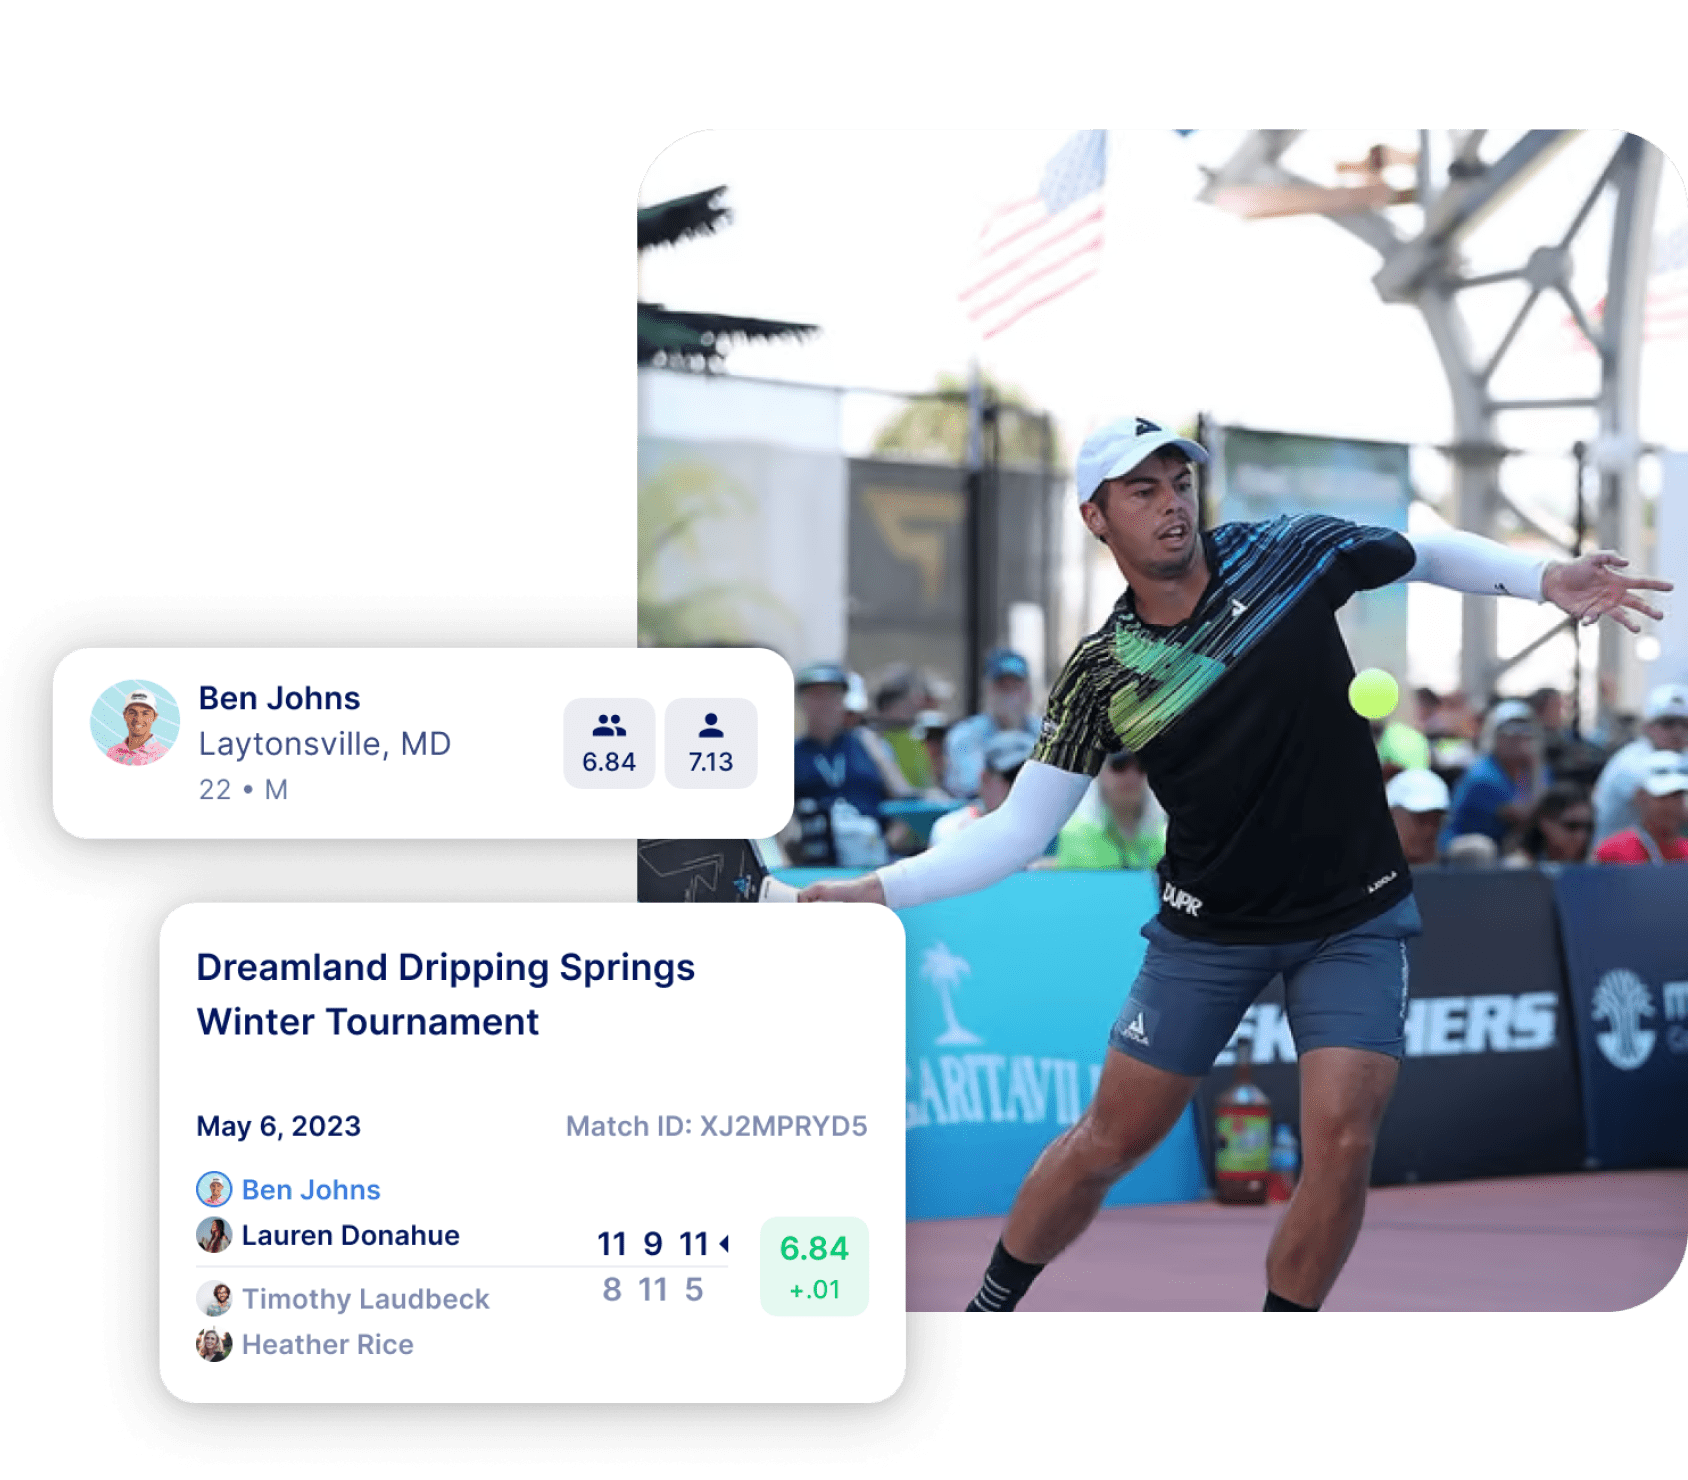 Ben Johns
Laytonsville, MD
22 • M
6.84
7.13
Dreamland Dripping Springs
Winter Tournament
May 6, 2023
Match ID: XJ2MPRYD5
Ben Johns
Lauren Donahue
11 9 11
8 11 5
Timothy Laudbeck
Heather Rice
6.84
+.01
DUPR
JOOLA
JOOLA